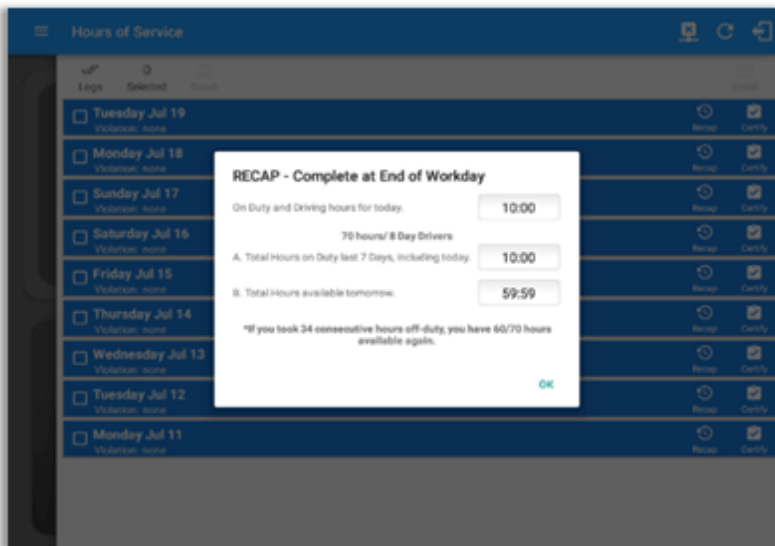 Hours of Service
Logs
0
Selected
Email
Tuesday Jul 19
Violation: none
Recap
Certify
Monday Jul 18
Violation: none
Recap
Certify
Sunday Jul 17
Violation: none
Recap
Certify
Saturday Jul 16
Violation: none
Recap
Certify
Friday Jul 15
Violation: none
Recap
Certify
Thursday Jul 14
Violation: none
Recap
Certify
Wednesday Jul 13
Violation: none
Recap
Certify
Tuesday Jul 12
Violation: none
Recap
Certify
Monday Jul 11
Violation: none
Recap
Certify
RECAP - Complete at End of Workday
On Duty and Driving hours for today.
10:00
70 hours/ 8 Day Drivers
A. Total Hours on Duty last 7 Days, including today.
10:00
B. Total Hours available tomorrow.
59:59
*If you took 34 consecutive hours off-duty, you have 60/70 hours
available again.
OK